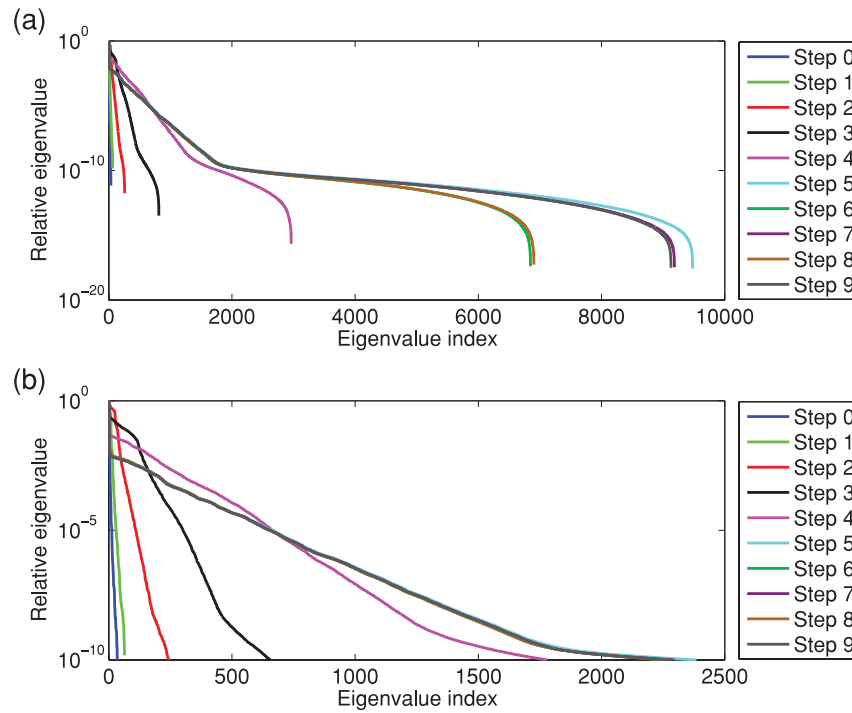 (a)
10^0
10^-10
10^-20
Relative eigenvalue
0
2000
4000
6000
8000
10000
Eigenvalue index
Step 0
Step 1
Step 2
Step 3
Step 4
Step 5
Step 6
Step 7
Step 8
Step 9
(b)
10^0
10^-5
10^-10
Relative eigenvalue
0
500
1000
1500
2000
2500
Eigenvalue index
Step 0
Step 1
Step 2
Step 3
Step 4
Step 5
Step 6
Step 7
Step 8
Step 9